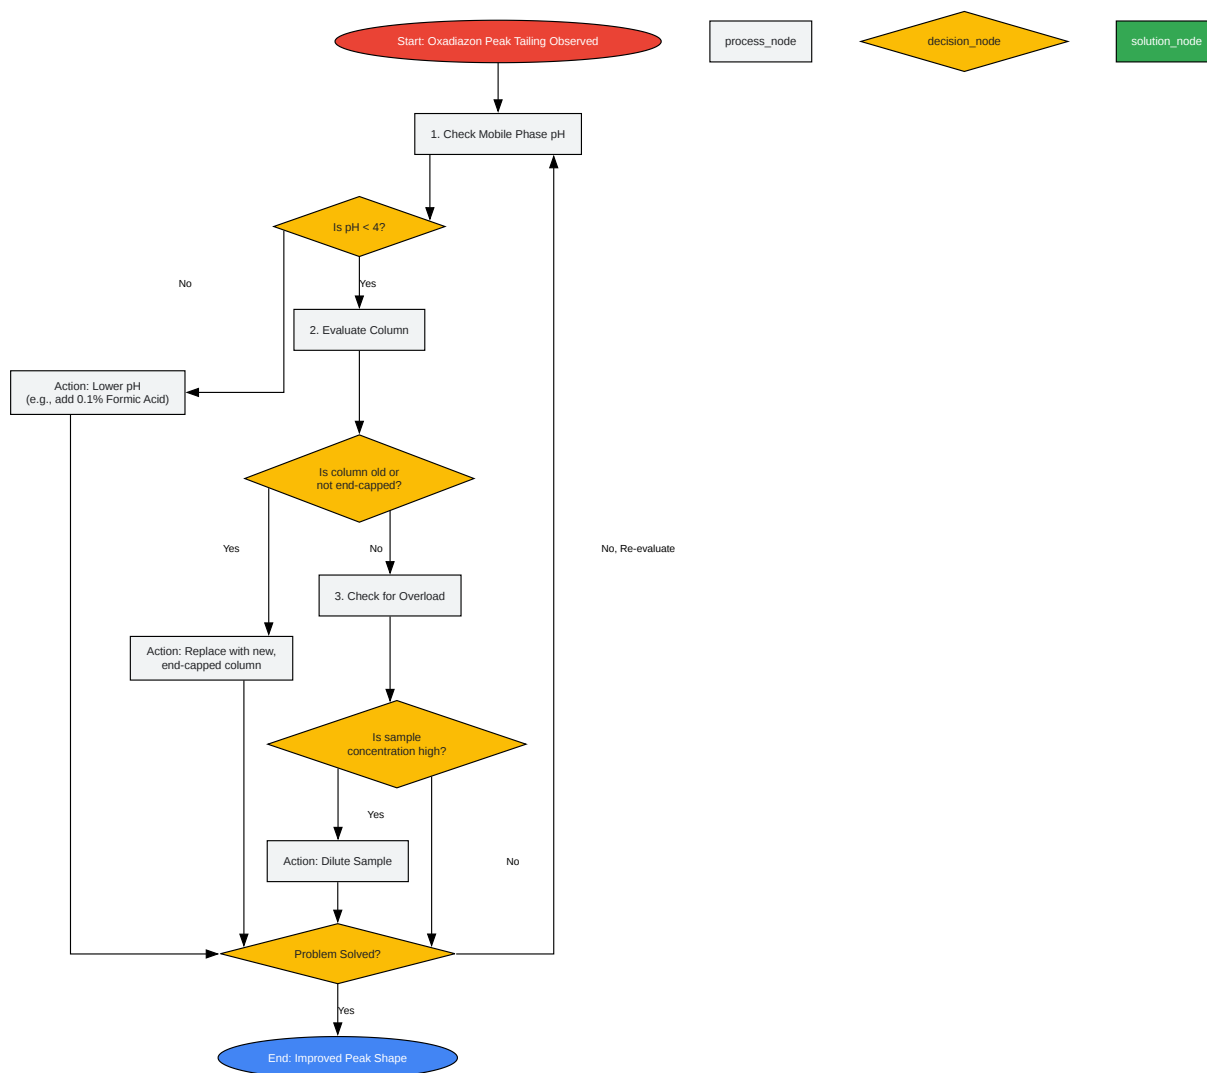 Start: Oxadiazon Peak Tailing Observed
process_node
decision_node
solution_node
1. Check Mobile Phase pH
Is pH < 4?
No
Yes
2. Evaluate Column
Action: Lower pH
(e.g., add 0.1% Formic Acid)
Is column old or
not end-capped?
Yes
No
No, Re-evaluate
3. Check for Overload
Action: Replace with new,
end-capped column
Is sample
concentration high?
Yes
Action: Dilute Sample
No
Problem Solved?
Yes
End: Improved Peak Shape